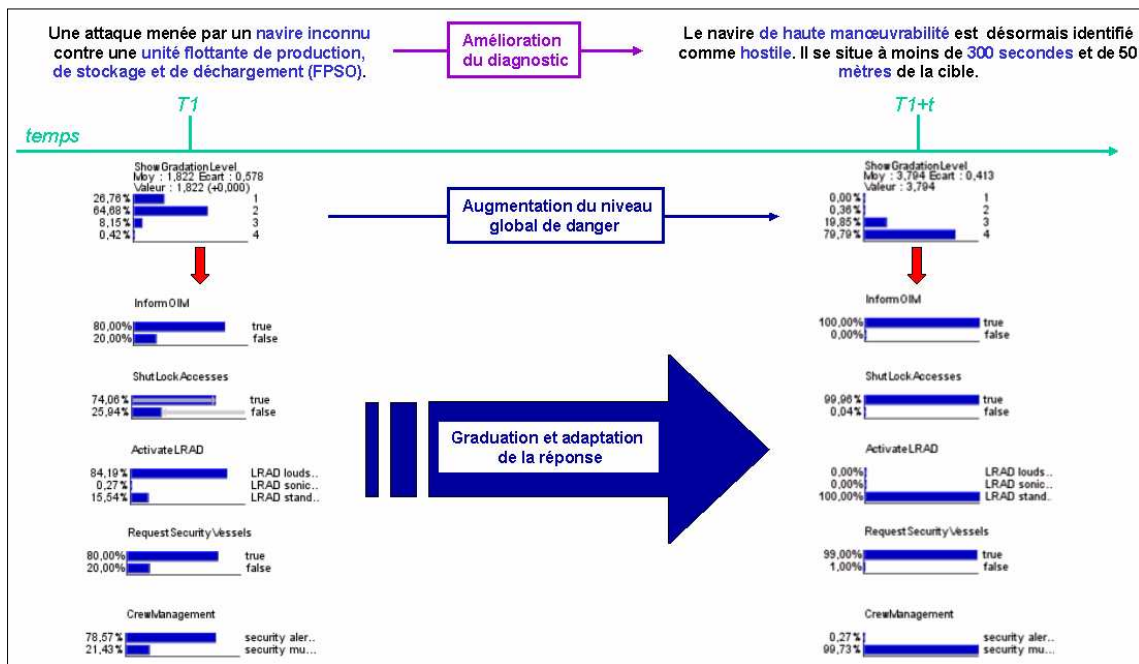 Une attaque menée par un navire inconnu
contre une unité flottante de production,
de stockage et de déchargement (FPSO).
Amélioration
du diagnostic
Le navire de haute manœuvrabilité est désormais identifié
comme hostile. Il se situe à moins de 300 secondes et de 50
mètres de la cible.
T1
T1+t
temps
ShowGradationLevel
Moy : 1,822 Ecart : 0,578
Valeur : 1,822 (+0,000)
26,76% 1
64,68% 2
8,15% 3
0,42% 4
Augmentation du niveau
global de danger
ShowGradationLevel
Moy : 3,794 Ecart : 0,413
Valeur : 3,794
0,00% 1
0,36% 2
19,85% 3
79,79% 4
InformOIM
80,00% true
20,00% false
ShutLockAccesses
74,06% true
25,94% false
ActivateLRAD
84,19% LRAD louds..
0,27% LRAD sonic..
15,54% LRAD stand..
RequestSecurityVessels
80,00% true
20,00% false
CrewManagement
78,57% security aler..
21,43% security mu...
Graduation et adaptation
de la réponse
InformOIM
100,00% true
0,00% false
ShutLockAccesses
99,96% true
0,04% false
ActivateLRAD
0,00% LRAD louds..
0,00% LRAD sonic..
100,00% LRAD stand..
RequestSecurityVessels
99,00% true
1,00% false
CrewManagement
0,27% security aler..
99,73% security mu...